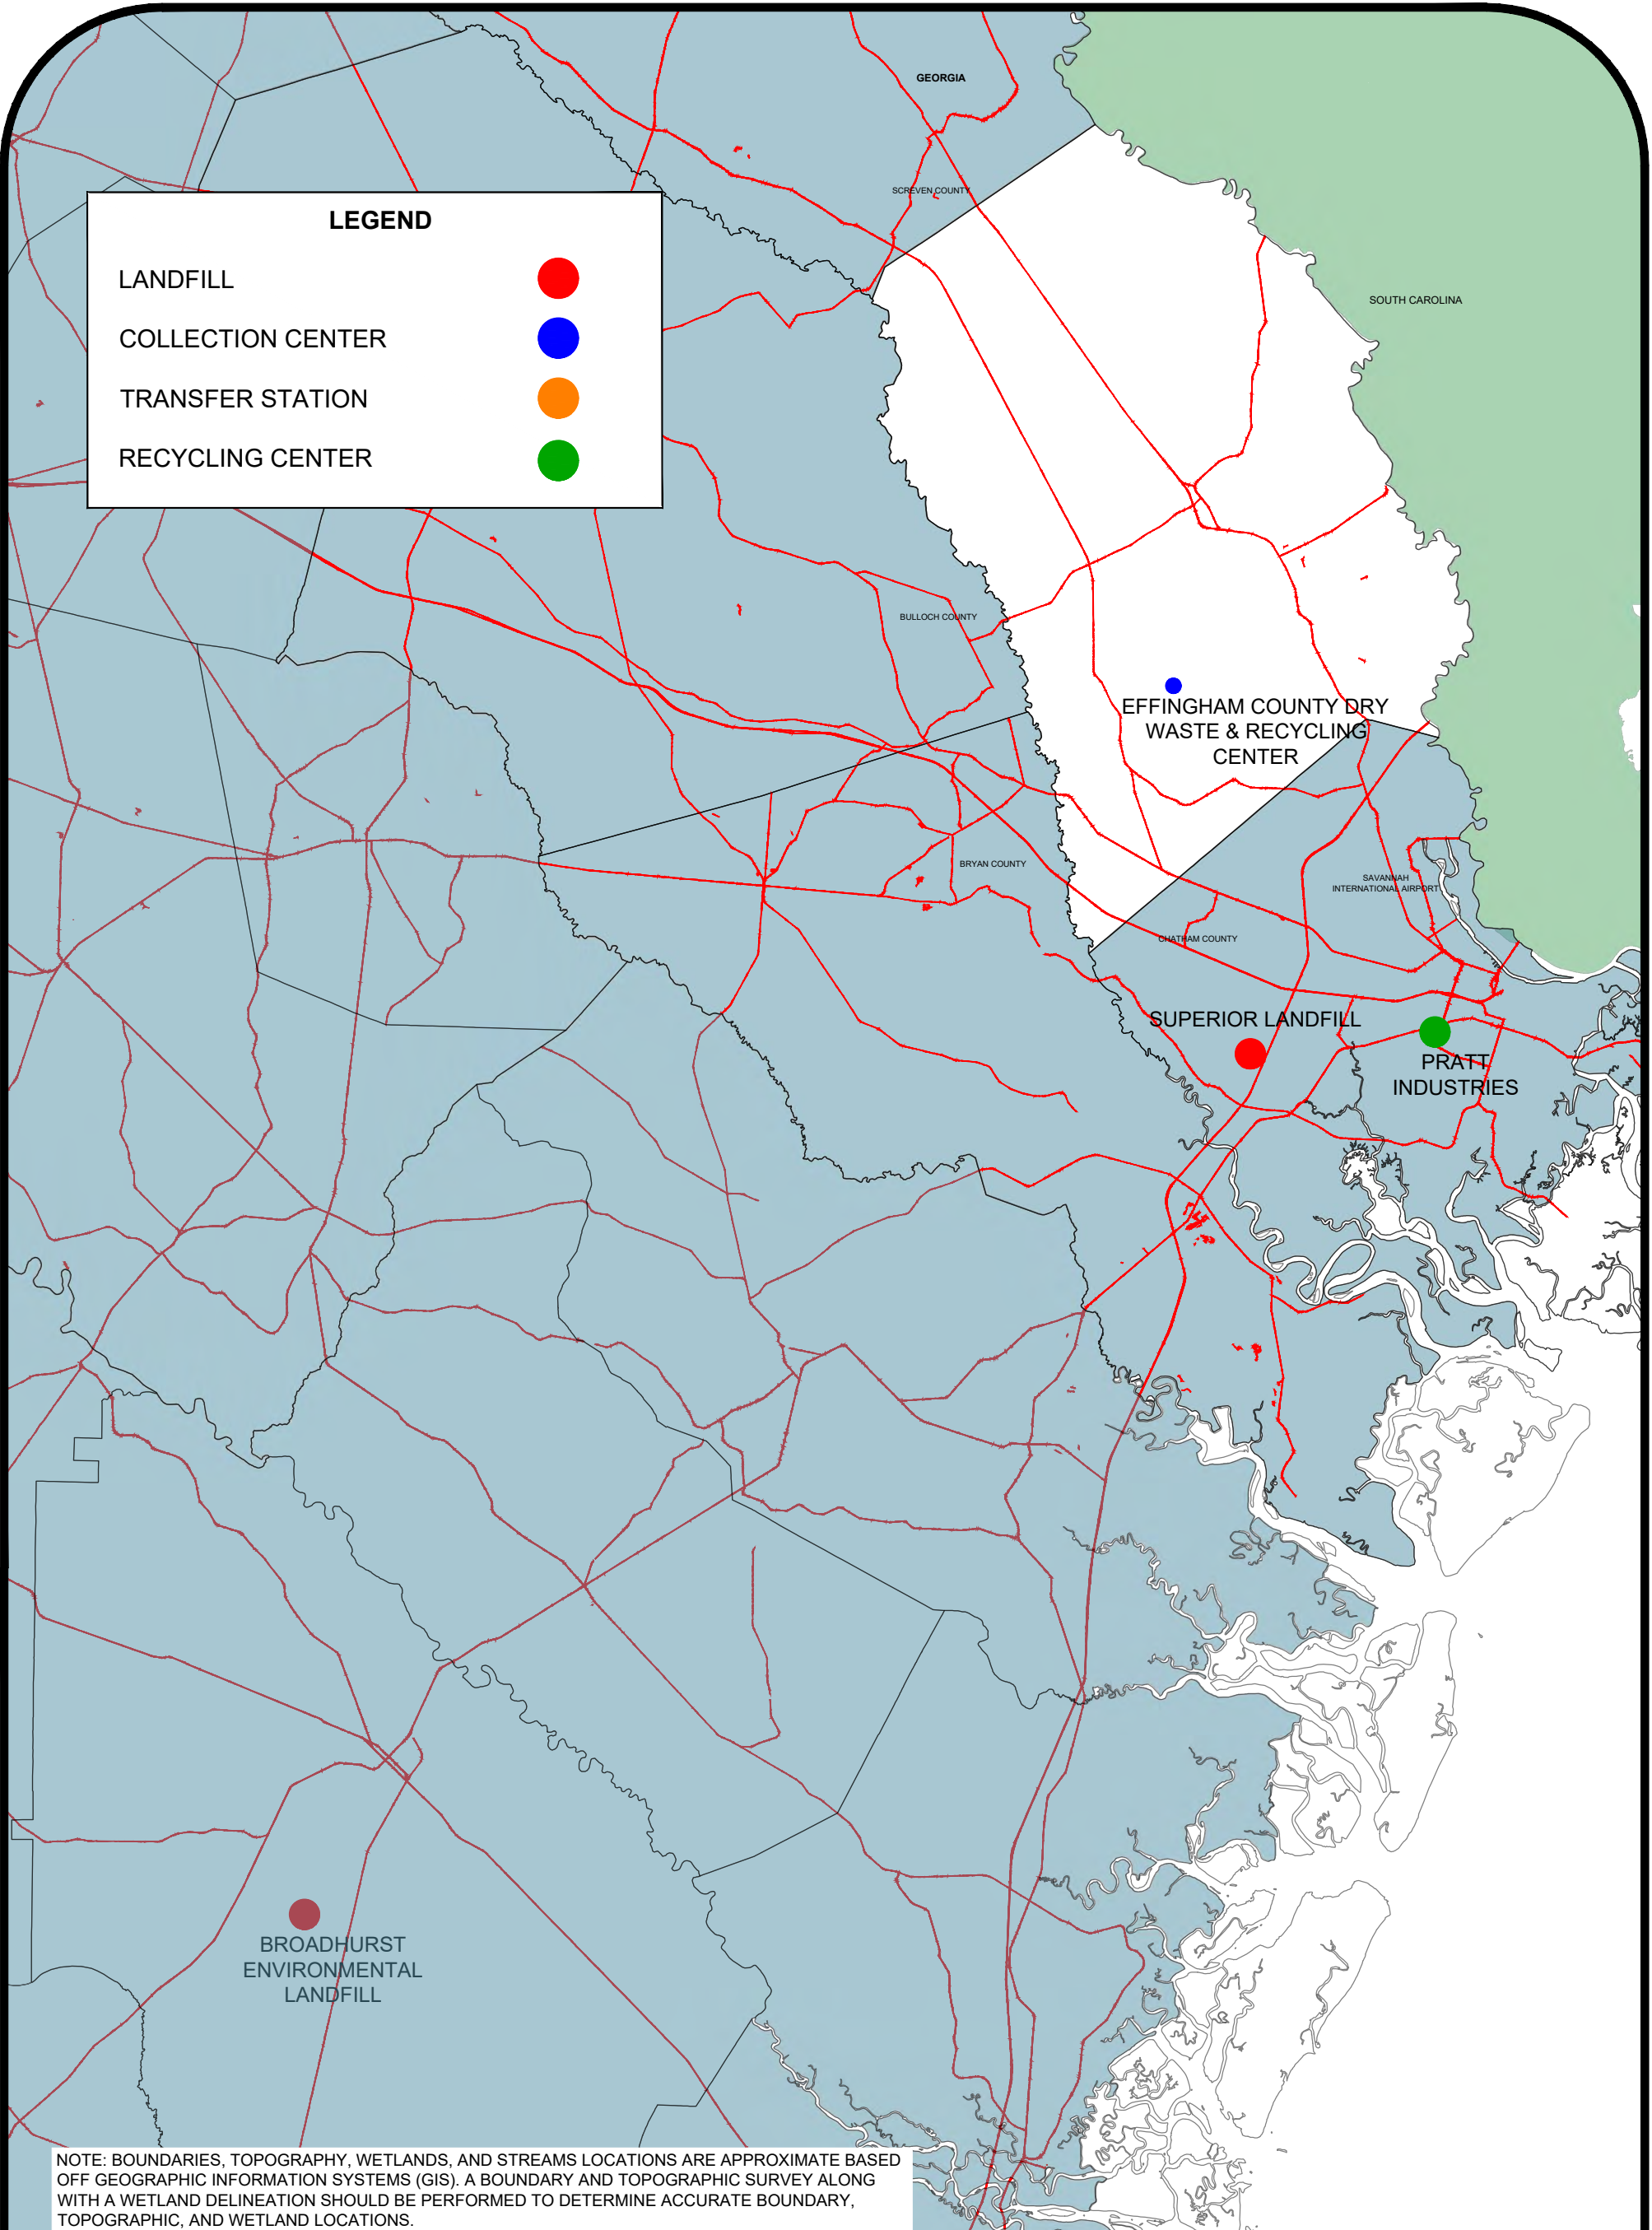 GEORGIA
SCREVEN COUNTY
LEGEND
LANDFILL
COLLECTION CENTER
TRANSFER STATION
RECYCLING CENTER
SOUTH CAROLINA
BULLOCH COUNTY
EFFINGHAM COUNTY DRY
WASTE & RECYCLING
CENTER
BRYAN COUNTY
SAVANNAH
INTERNATIONAL AIRPORT
CHATHAM COUNTY
SUPERIOR LANDFILL
PRATT
INDUSTRIES
BROADHURST
ENVIRONMENTAL
LANDFILL
NOTE: BOUNDARIES, TOPOGRAPHY, WETLANDS, AND STREAMS LOCATIONS ARE APPROXIMATE BASED
OFF GEOGRAPHIC INFORMATION SYSTEMS (GIS). A BOUNDARY AND TOPOGRAPHIC SURVEY ALONG
WITH A WETLAND DELINEATION SHOULD BE PERFORMED TO DETERMINE ACCURATE BOUNDARY,
TOPOGRAPHIC, AND WETLAND LOCATIONS.